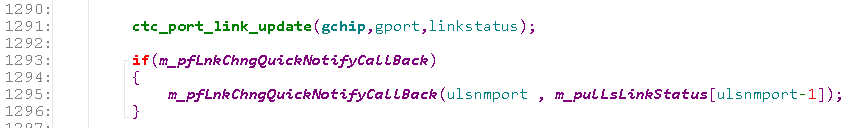 1290:
1291: ctc_port_link_update(gchip,gport,linkstatus);
1292:
1293: if(m_pfLnkChngQuickNotifyCallBack)
1294: {
1295: m_pfLnkChngQuickNotifyCallBack(ulsnmport , m_pulLsLinkStatus[ulsnmport-1]);
1296: }
1297: